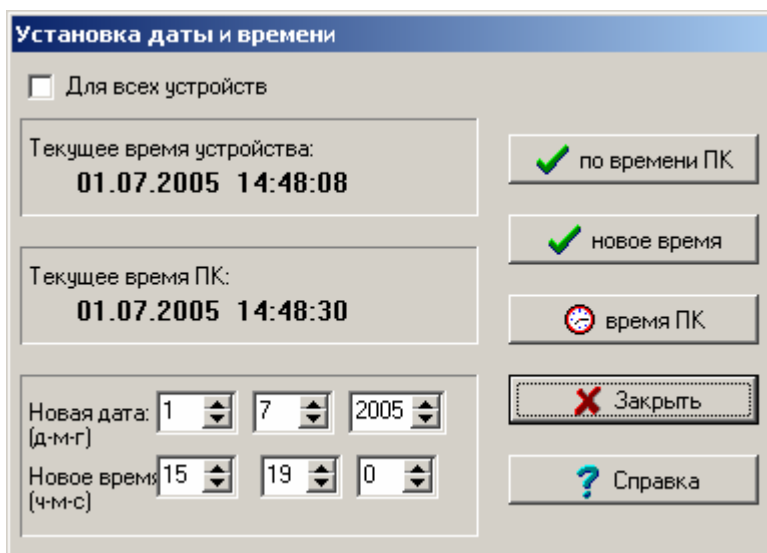 Установка даты и времени
Для всех устройств
Текущее время устройства:
01.07.2005 14:48:08
Текущее время ПК:
01.07.2005 14:48:30
Новая дата: 1 7 2005
(д-м-г)
Новое время 15 19 0
(ч-м-с)
по времени ПК
новое время
время ПК
Закрыть
Справка